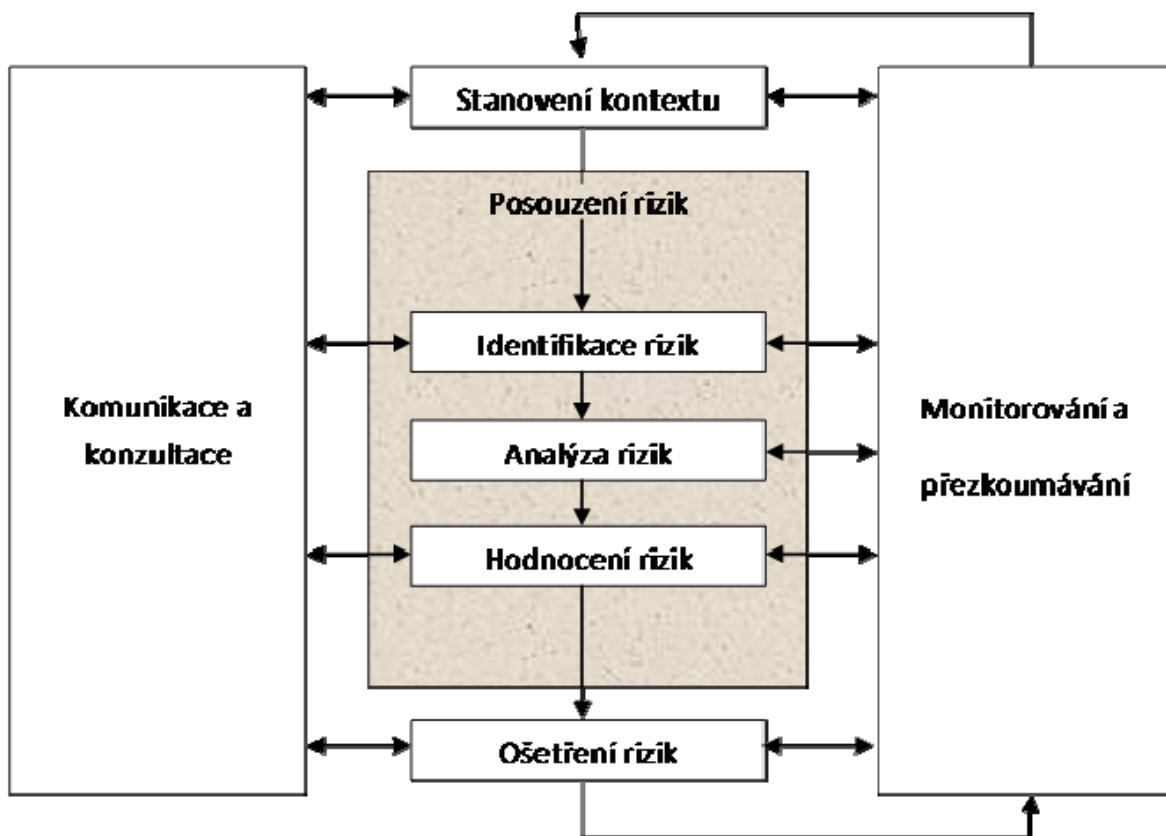 Stanovení kontextu
Posouzení rizik
Identifikace rizik
Analýza rizik
Hodnocení rizik
Ošetření rizik
Komunikace a
konzultace
Monitorování a
přezkoumávání